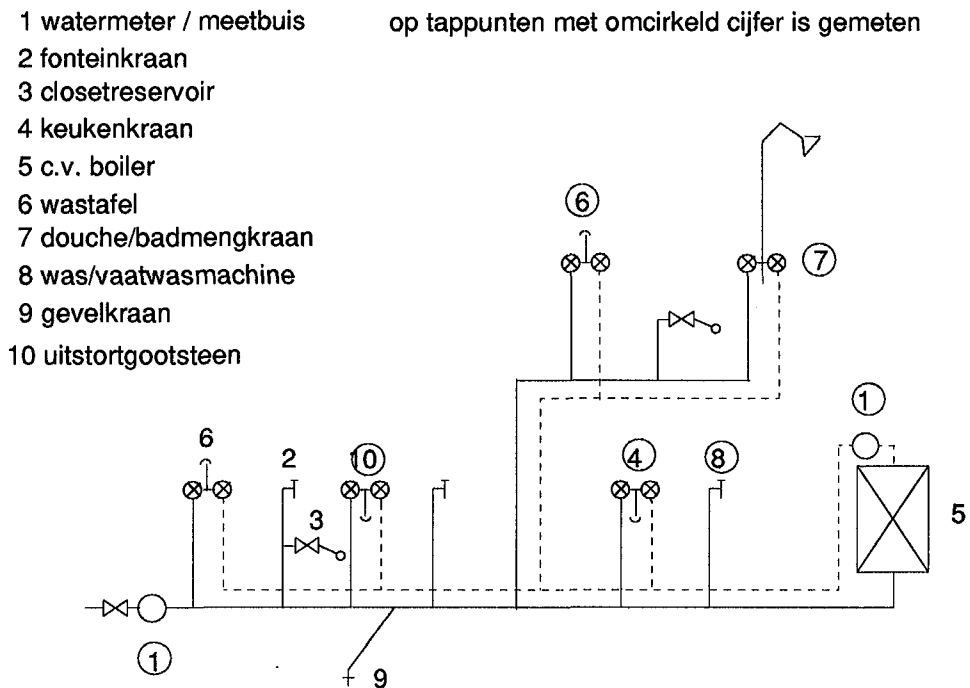 1 watermeter / meetbuis
op tappunten met omcirkeld cijfer is gemeten
2 fonteinkraan
3 closetreservoir
4 keukenkraan
5 c.v. boiler
6 wastafel
7 douche/badmengkraan
8 was/vaatwasmachine
9 gevelkraan
10 uitstortgootsteen
6
7
1
6
2
10
4
8
3
5
1
9